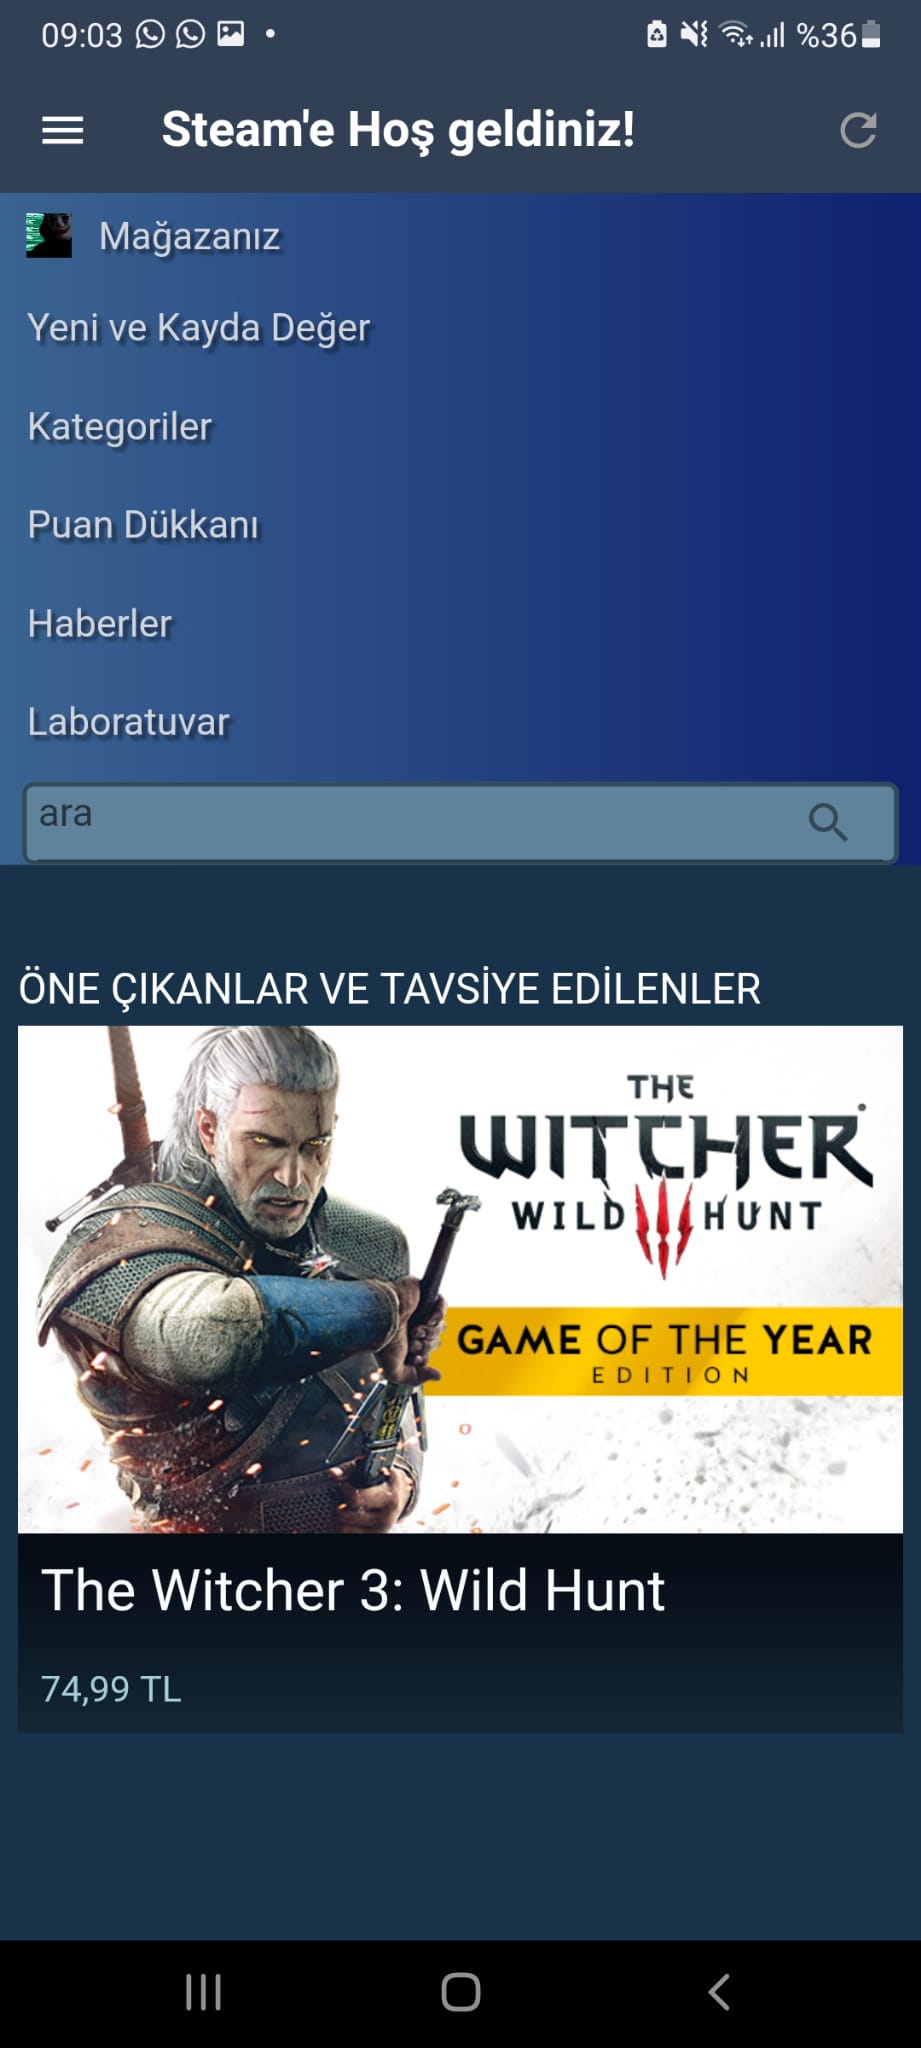 09:03 %36
Steam'e Hoş geldiniz!
Mağazanız
Yeni ve Kayda Değer
Kategoriler
Puan Dükkanı
Haberler
Laboratuvar
ara
ÖNE ÇIKANLAR VE TAVSİYE EDİLENLER
THE
WITCHER
WILD HUNT
GAME OF THE YEAR
EDITION
The Witcher 3: Wild Hunt
74,99 TL